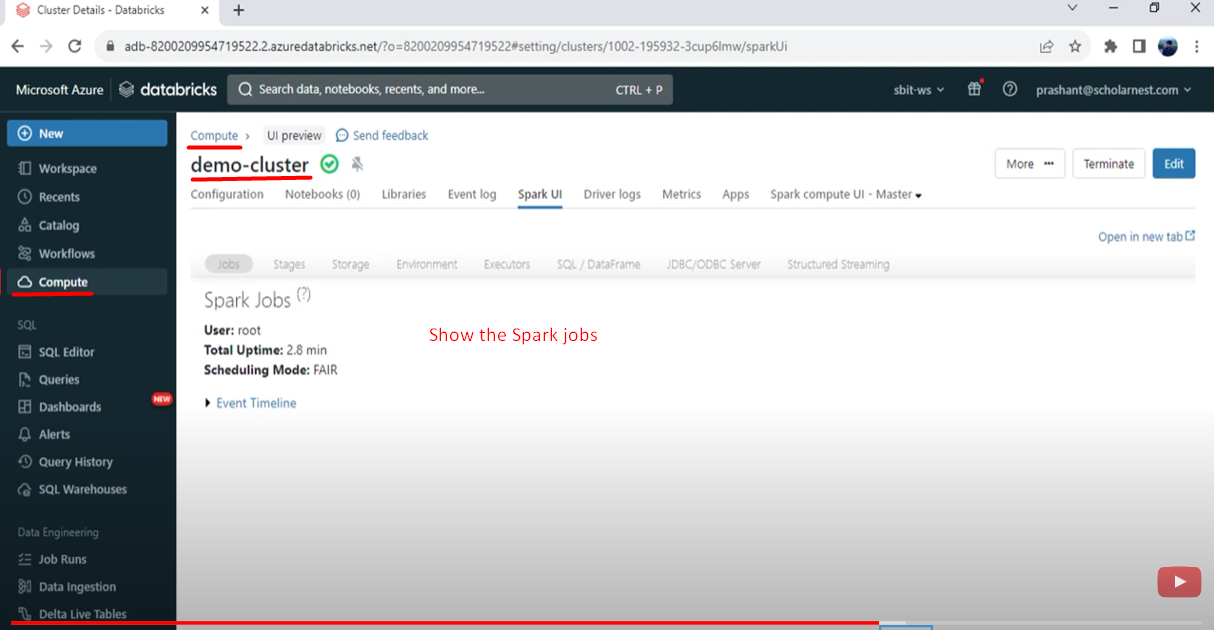 Cluster Details - Databricks
adb-8200209954719522.2.azuredatabricks.net/?o=8200209954719522#setting/clusters/1002-195932-3cup6lmw/sparkUi
Microsoft Azure databricks Search data, notebooks, recents, and more... CTRL + P sbit-ws prashant@scholarnest.com
New
Workspace
Recents
Catalog
Workflows
Compute
SQL
SQL Editor
Queries
Dashboards NEW
Alerts
Query History
SQL Warehouses
Data Engineering
Job Runs
Data Ingestion
Delta Live Tables
Compute > UI preview Send feedback
demo-cluster
More ··· Terminate Edit
Configuration Notebooks (0) Libraries Event log Spark UI Driver logs Metrics Apps Spark compute UI - Master
Open in new tab
Jobs Stages Storage Environment Executors SQL / DataFrame JDBC/ODBC Server Structured Streaming
Spark Jobs (?)
User: root
Total Uptime: 2.8 min
Scheduling Mode: FAIR
Event Timeline
Show the Spark jobs